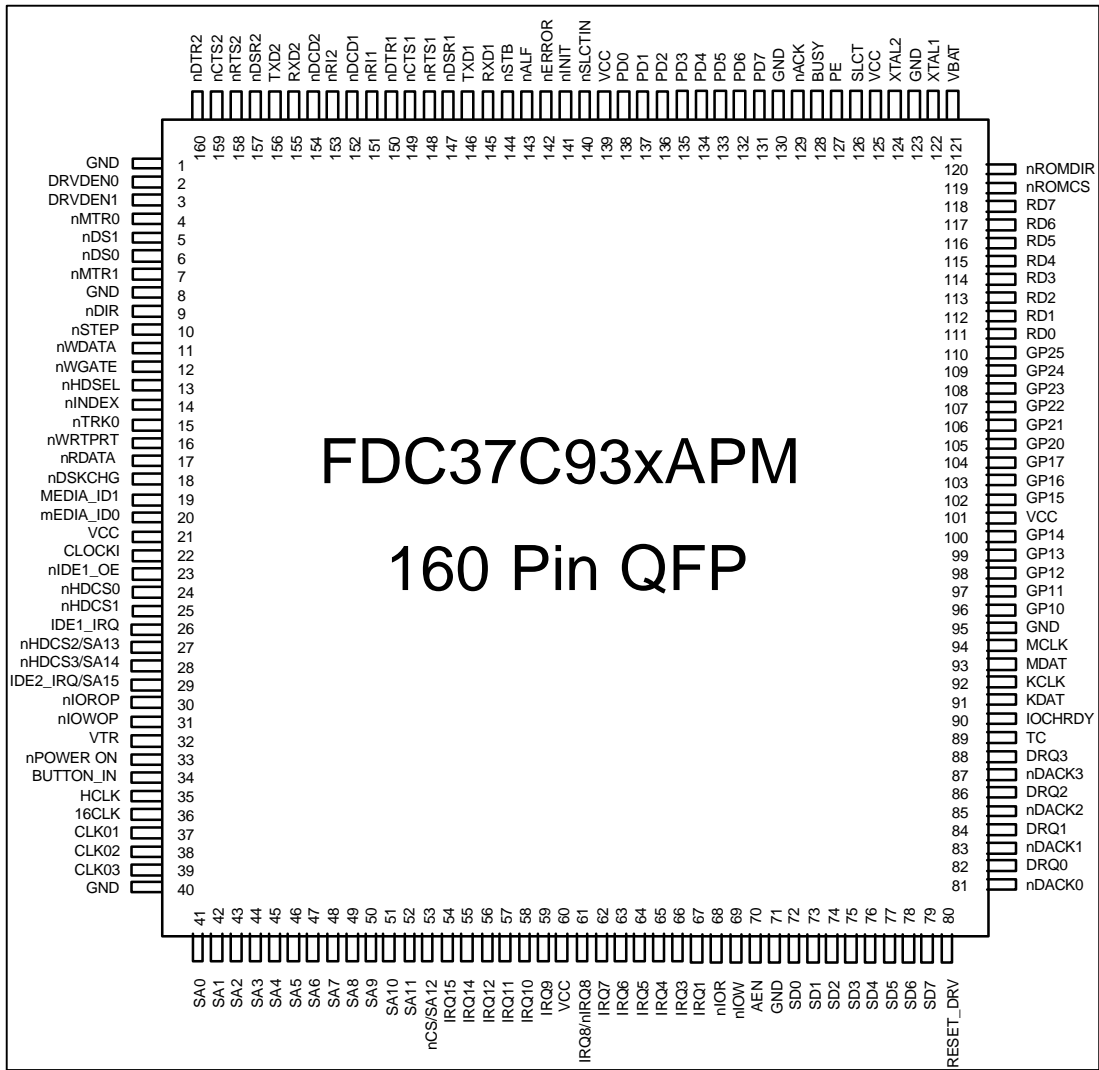 nDTR2 160
nCTS2 159
nRTS2 158
nDSR2 157
TXD2 156
RXD2 155
nDCD2 154
nRI2 153
nDCD1 152
nRI1 151
nDTR1 150
nCTS1 149
nRTS1 148
nDSR1 147
TXD1 146
RXD1 145
nSTB 144
nALF 143
nERROR 142
nINIT 141
nSLCTIN 140
VCC 139
PD0 138
PD1 137
PD2 136
PD3 135
PD4 134
PD5 133
PD6 132
PD7 131
GND 130
nACK 129
BUSY 128
PE 127
SLCT 126
VCC 125
XTAL2 124
GND 123
XTAL1 122
VBAT 121
GND 1
DRVDEN0 2
DRVDEN1 3
nMTR0 4
nDS1 5
nDS0 6
nMTR1 7
GND 8
nDIR 9
nSTEP 10
nWDATA 11
nWGATE 12
nHDSEL 13
nINDEX 14
nTRK0 15
nWRTPRT 16
nRDATA 17
nDSKCHG 18
MEDIA_ID1 19
mEDIA_ID0 20
VCC 21
CLOCKI 22
nIDE1_OE 23
nHDCS0 24
nHDCS1 25
IDE1_IRQ 26
nHDCS2/SA13 27
nHDCS3/SA14 28
IDE2_IRQ/SA15 29
nIOROP 30
nIOWOP 31
VTR 32
nPOWER ON 33
BUTTON_IN 34
HCLK 35
16CLK 36
CLK01 37
CLK02 38
CLK03 39
GND 40
FDC37C93xAPM
160 Pin QFP
120 nROMDIR
119 nROMCS
118 RD7
117 RD6
116 RD5
115 RD4
114 RD3
113 RD2
112 RD1
111 RD0
110 GP25
109 GP24
108 GP23
107 GP22
106 GP21
105 GP20
104 GP17
103 GP16
102 GP15
101 VCC
100 GP14
99 GP13
98 GP12
97 GP11
96 GP10
95 GND
94 MCLK
93 MDAT
92 KCLK
91 KDAT
90 IOCHRDY
89 TC
88 DRQ3
87 nDACK3
86 DRQ2
85 nDACK2
84 DRQ1
83 nDACK1
82 DRQ0
81 nDACK0
41 SA0
42 SA1
43 SA2
44 SA3
45 SA4
46 SA5
47 SA6
48 SA7
49 SA8
50 SA9
51 SA10
52 SA11
53 nCS/SA12
54 IRQ15
55 IRQ14
56 IRQ12
57 IRQ11
58 IRQ10
59 IRQ9
60 VCC
61 IRQ8/nIRQ8
62 IRQ7
63 IRQ6
64 IRQ5
65 IRQ4
66 IRQ3
67 IRQ1
68 nIOR
69 nIOW
70 AEN
71 GND
72 SD0
73 SD1
74 SD2
75 SD3
76 SD4
77 SD5
78 SD6
79 SD7
80 RESET_DRV